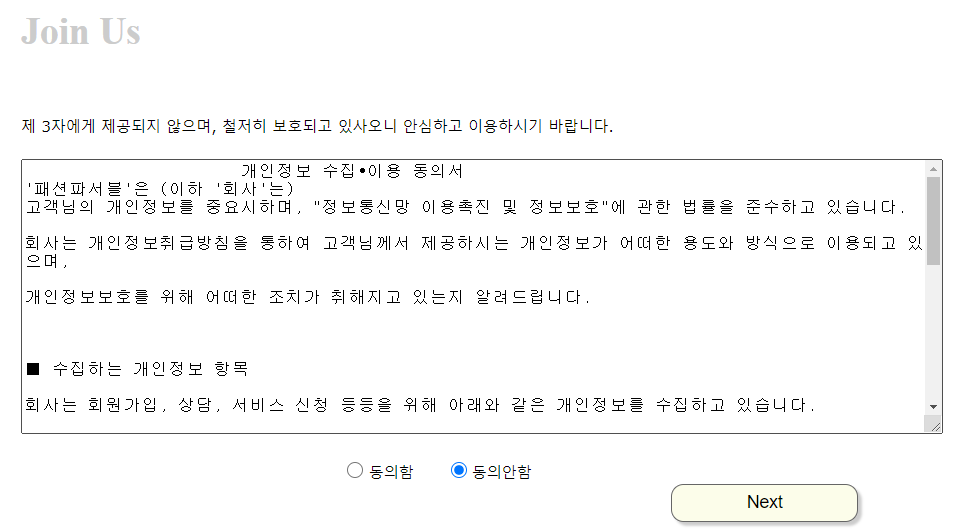 Join Us
제 3자에게 제공되지 않으며, 철저히 보호되고 있사오니 안심하고 이용하시기 바랍니다.
개인정보 수집•이용 동의서
'패션파서블'은 (이하 '회사'는)
고객님의 개인정보를 중요시하며, "정보통신망 이용촉진 및 정보보호"에 관한 법률을 준수하고 있습니다.
회사는 개인정보취급방침을 통하여 고객님께서 제공하시는 개인정보가 어떠한 용도와 방식으로 이용되고 있
으며,
개인정보보호를 위해 어떠한 조치가 취해지고 있는지 알려드립니다.
■ 수집하는 개인정보 항목
회사는 회원가입, 상담, 서비스 신청 등등을 위해 아래와 같은 개인정보를 수집하고 있습니다.
동의함 동의안함
Next